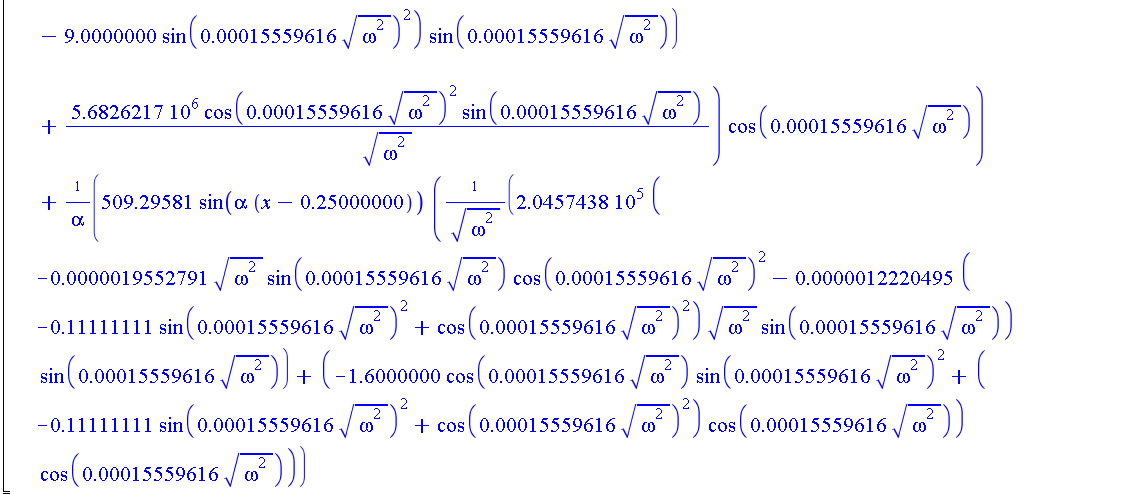 − 9.0000000 sin(0.00015559616 √(ω²))²) sin(0.00015559616 √(ω²)))
+ (5.6826217 10⁶ cos(0.00015559616 √(ω²))² sin(0.00015559616 √(ω²)))/√(ω²)) cos(0.00015559616 √(ω²)))
+ 1/α (509.29581 sin(α (x − 0.25000000)) (1/√(ω²) (2.0457438 10⁵ (
-0.0000019552791 √(ω²) sin(0.00015559616 √(ω²)) cos(0.00015559616 √(ω²))² − 0.0000012220495 (
-0.11111111 sin(0.00015559616 √(ω²))² + cos(0.00015559616 √(ω²))²) √(ω²) sin(0.00015559616 √(ω²)))
sin(0.00015559616 √(ω²))) + (-1.6000000 cos(0.00015559616 √(ω²)) sin(0.00015559616 √(ω²))² + (
-0.11111111 sin(0.00015559616 √(ω²))² + cos(0.00015559616 √(ω²))²) cos(0.00015559616 √(ω²)))
cos(0.00015559616 √(ω²))))